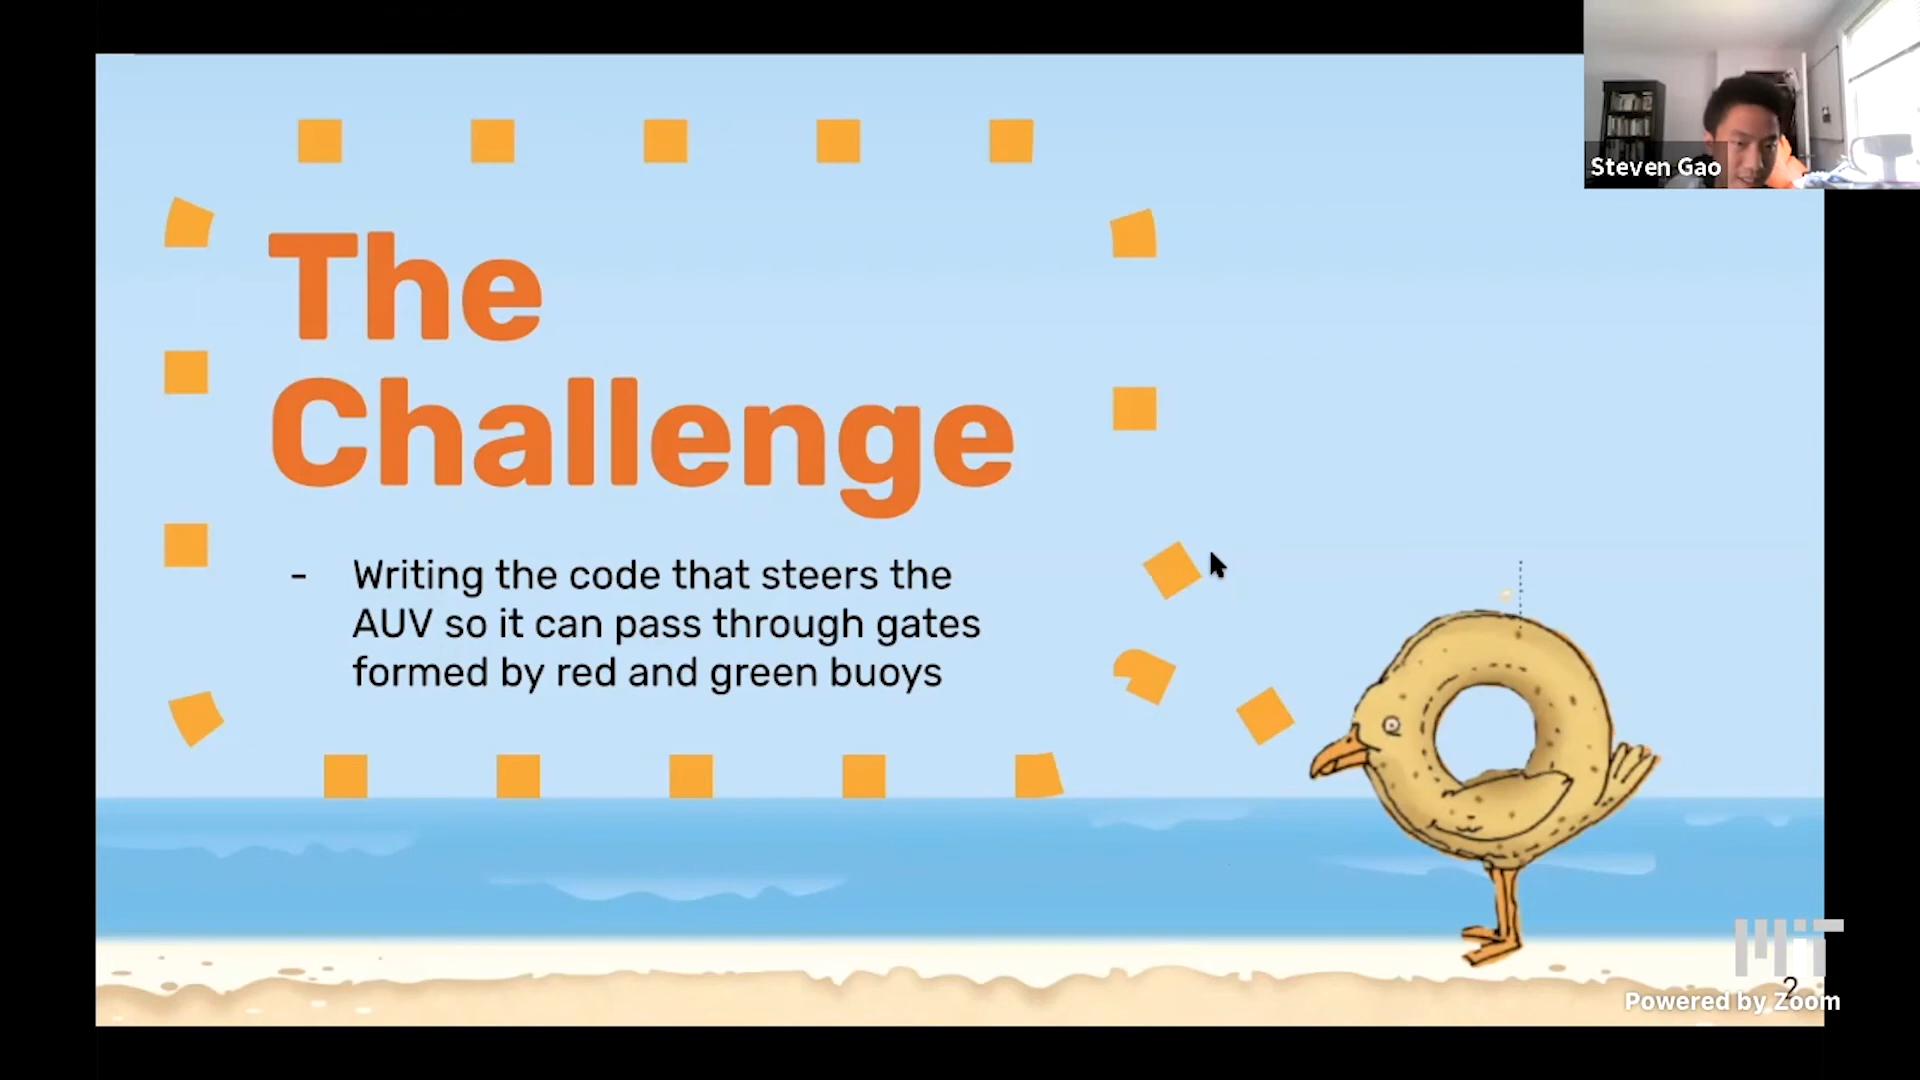 Steven Gao
The
Challenge
- Writing the code that steers the
AUV so it can pass through gates
formed by red and green buoys
MIT
2
Powered by Zoom